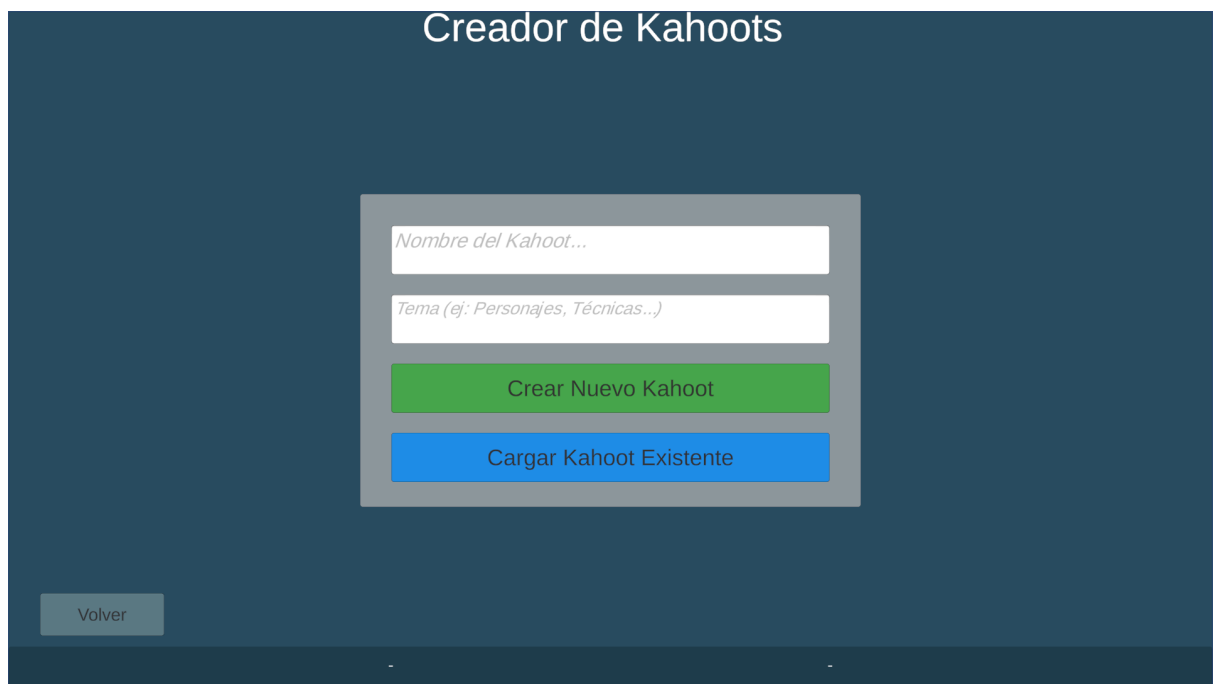 Creador de Kahoots
Nombre del Kahoot...
Tema (ej: Personajes, Técnicas...)
Crear Nuevo Kahoot
Cargar Kahoot Existente
Volver
- -